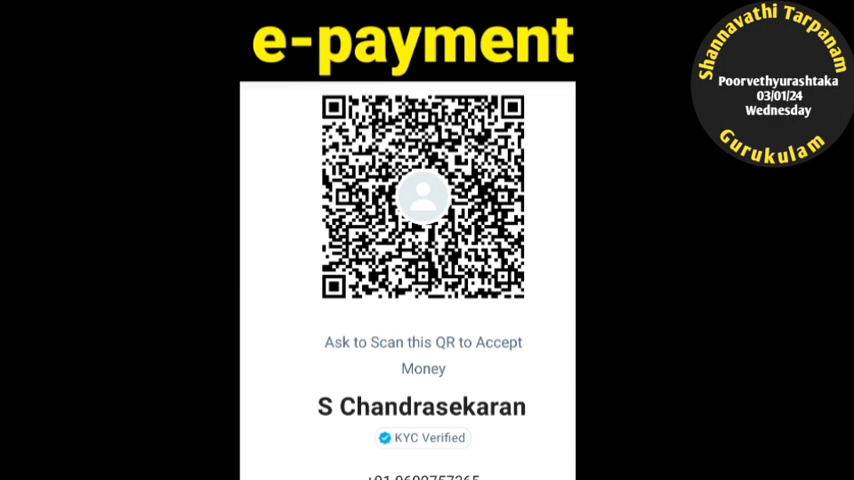 e-payment
Shannavathi Tarpanam
Poorvethyurashtaka
03/01/24
Wednesday
Gurukulam
Ask to Scan this QR to Accept
Money
S Chandrasekaran
KYC Verified